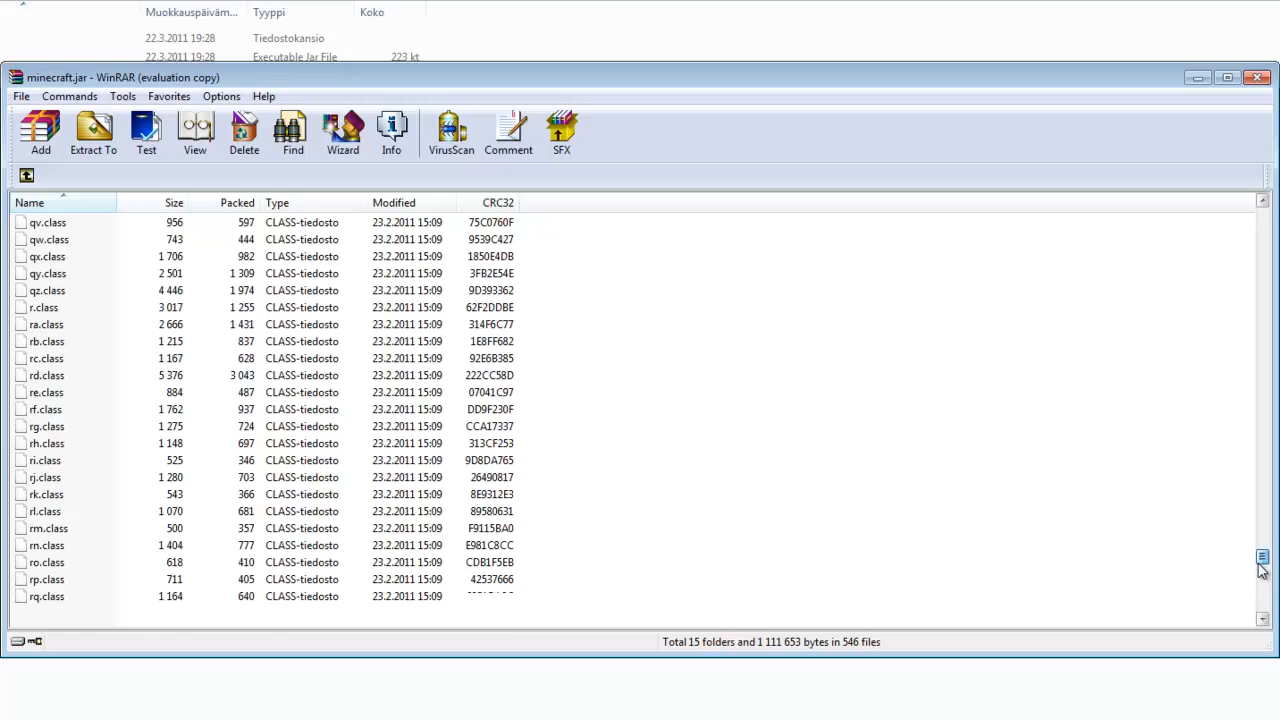 Muokkauspäiväm... Tyyppi Koko
22.3.2011 19:28 Tiedostokansio
22.3.2011 19:28 Executable Jar File 223 kt
minecraft.jar - WinRAR (evaluation copy)
File Commands Tools Favorites Options Help
Add Extract To Test View Delete Find Wizard Info VirusScan Comment SFX
Name Size Packed Type Modified CRC32
qv.class 956 597 CLASS-tiedosto 23.2.2011 15:09 75C0760F
qw.class 743 444 CLASS-tiedosto 23.2.2011 15:09 9539C427
qx.class 1 706 982 CLASS-tiedosto 23.2.2011 15:09 1850E4DB
qy.class 2 501 1 309 CLASS-tiedosto 23.2.2011 15:09 3FB2E54E
qz.class 4 446 1 974 CLASS-tiedosto 23.2.2011 15:09 9D393362
r.class 3 017 1 255 CLASS-tiedosto 23.2.2011 15:09 62F2DDBE
ra.class 2 666 1 431 CLASS-tiedosto 23.2.2011 15:09 314F6C77
rb.class 1 215 837 CLASS-tiedosto 23.2.2011 15:09 1E8FF682
rc.class 1 167 628 CLASS-tiedosto 23.2.2011 15:09 92E6B385
rd.class 5 376 3 043 CLASS-tiedosto 23.2.2011 15:09 222CC58D
re.class 884 487 CLASS-tiedosto 23.2.2011 15:09 07041C97
rf.class 1 762 937 CLASS-tiedosto 23.2.2011 15:09 DD9F230F
rg.class 1 275 724 CLASS-tiedosto 23.2.2011 15:09 CCA17337
rh.class 1 148 697 CLASS-tiedosto 23.2.2011 15:09 313CF253
ri.class 525 346 CLASS-tiedosto 23.2.2011 15:09 9D8DA765
rj.class 1 280 703 CLASS-tiedosto 23.2.2011 15:09 26490817
rk.class 543 366 CLASS-tiedosto 23.2.2011 15:09 8E9312E3
rl.class 1 070 681 CLASS-tiedosto 23.2.2011 15:09 89580631
rm.class 500 357 CLASS-tiedosto 23.2.2011 15:09 F9115BA0
rn.class 1 404 777 CLASS-tiedosto 23.2.2011 15:09 E981C8CC
ro.class 618 410 CLASS-tiedosto 23.2.2011 15:09 CDB1F5EB
rp.class 711 405 CLASS-tiedosto 23.2.2011 15:09 42537666
rq.class 1 164 640 CLASS-tiedosto 23.2.2011 15:09
Total 15 folders and 1 111 653 bytes in 546 files